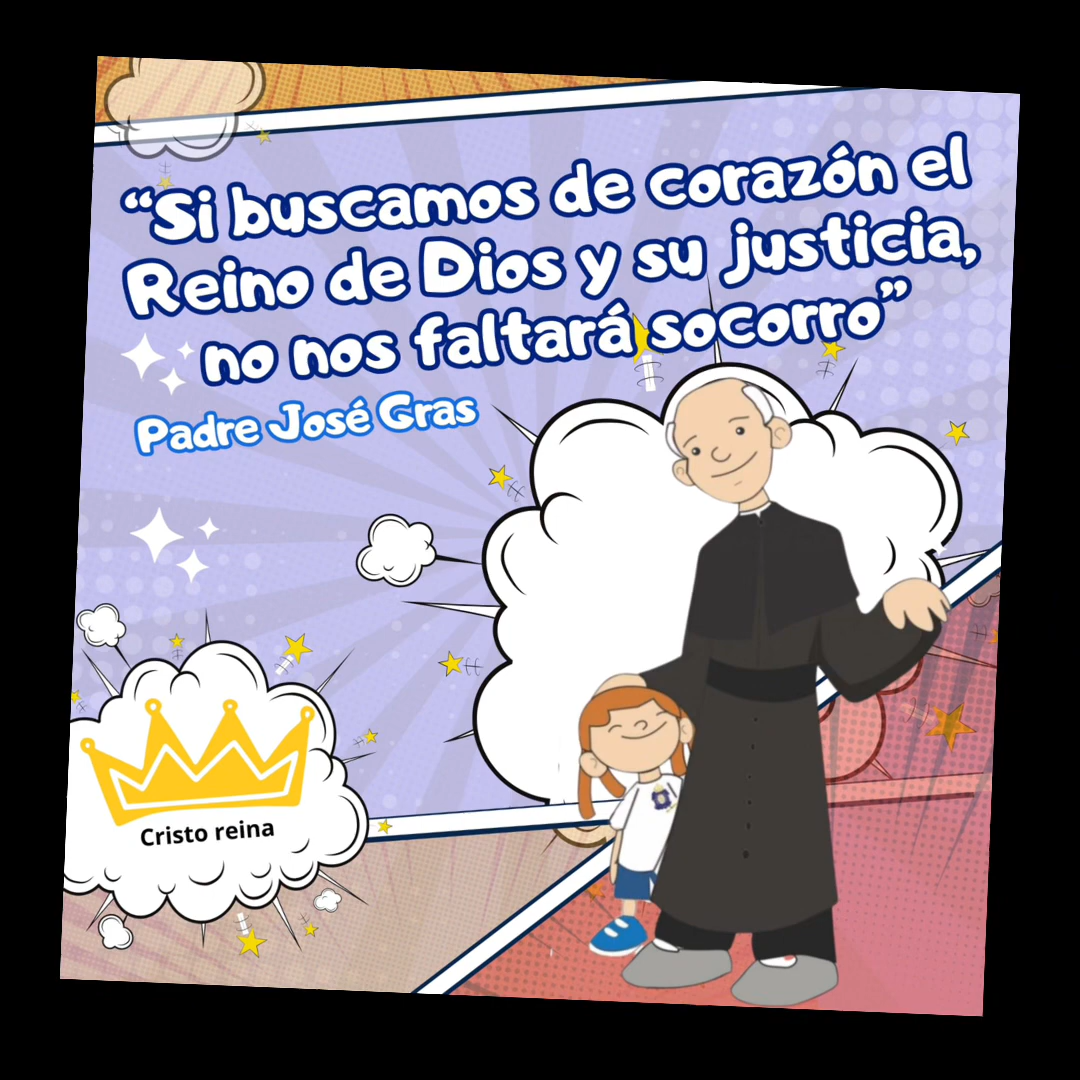 “Si buscamos de corazón el
Reino de Dios y su justicia,
no nos faltará socorro”
Padre José Gras
Cristo reina